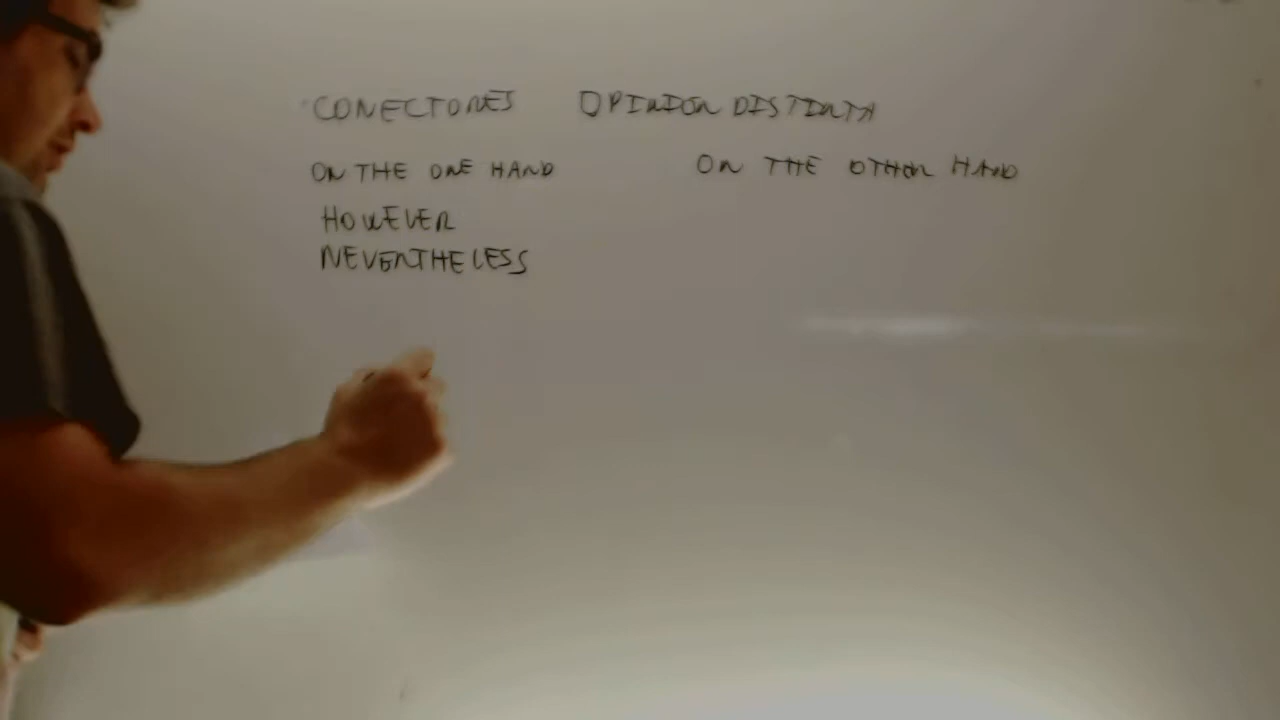 CONECTORES OPINION DISTINTA
ON THE ONE HAND ON THE OTHER HAND
HOWEVER
NEVERTHELESS